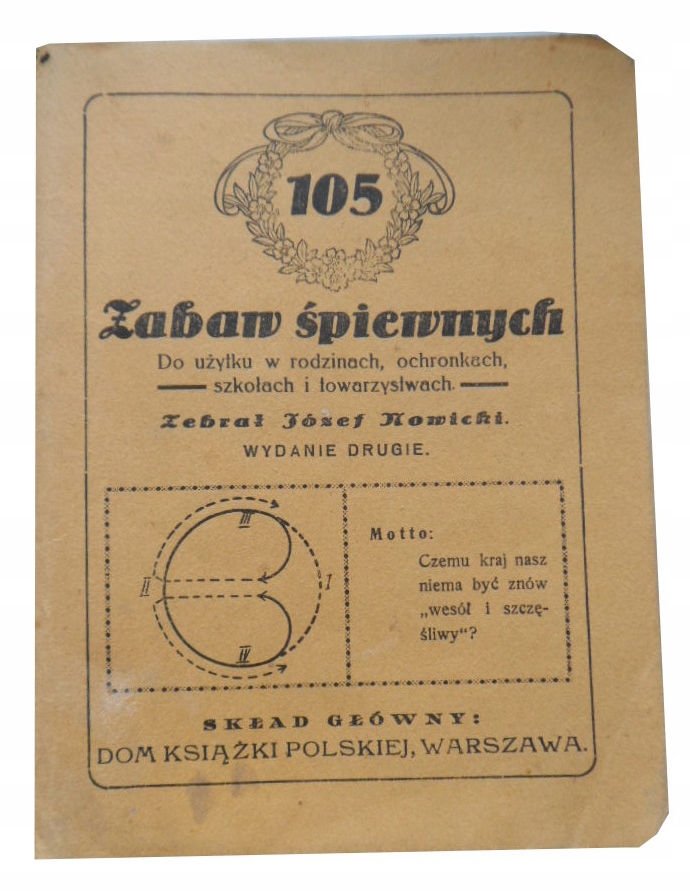 105
Zabaw śpiewnych
Do użytku w rodzinach, ochronkach,
szkołach i towarzystwach.
Zebrał Józef Nowicki.
WYDANIE DRUGIE.
III
II
I
IV
Motto:
Czemu kraj nasz
niema być znów
„wesół i szczę-
śliwy“?
SKŁAD GŁÓWNY:
DOM KSIĄŻKI POLSKIEJ, WARSZAWA.